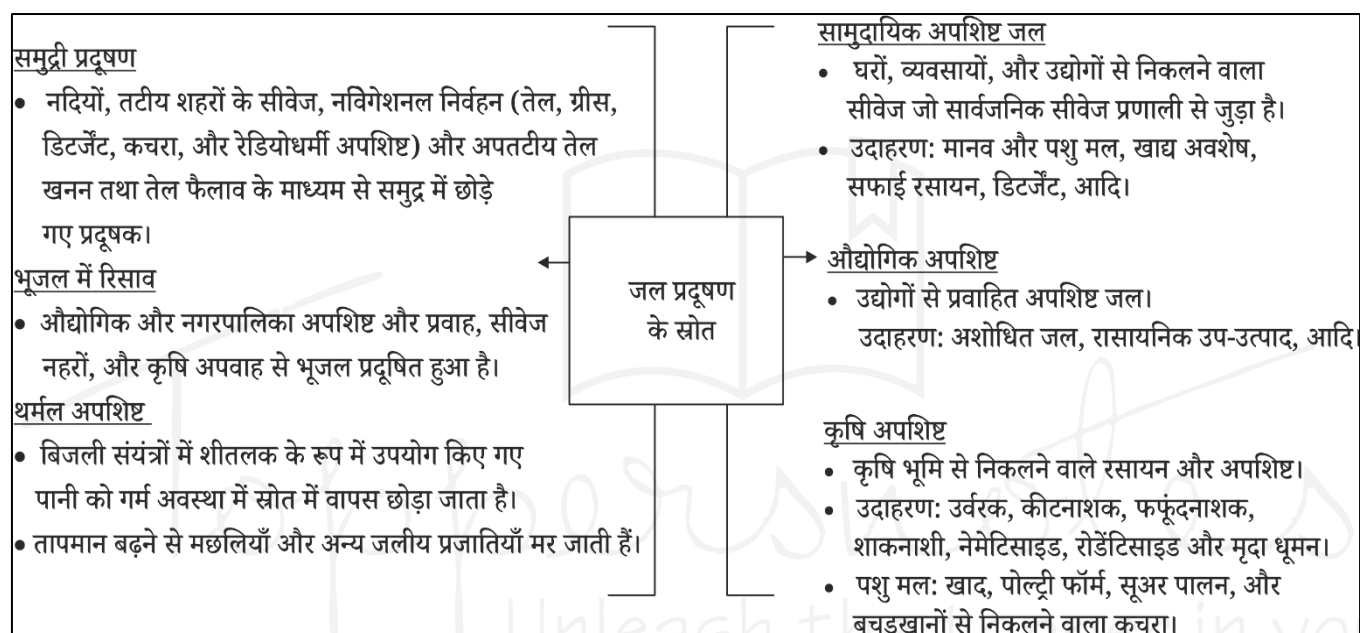 समुद्री प्रदूषण
• नदियों, तटीय शहरों के सीवेज, नविेगेशनल निर्वहन (तेल, ग्रीस,
डिटर्जेंट, कचरा, और रेडियोधर्मी अपशिष्ट) और अपतटीय तेल
खनन तथा तेल फैलाव के माध्यम से समुद्र में छोड़े
गए प्रदूषक।
भूजल में रिसाव
• औद्योगिक और नगरपालिका अपशिष्ट और प्रवाह, सीवेज
नहरों, और कृषि अपवाह से भूजल प्रदूषित हुआ है।
थर्मल अपशिष्ट
• बिजली संयंत्रों में शीतलक के रूप में उपयोग किए गए
पानी को गर्म अवस्था में स्रोत में वापस छोड़ा जाता है।
• तापमान बढ़ने से मछलियाँ और अन्य जलीय प्रजातियाँ मर जाती हैं।
जल प्रदूषण
के स्रोत
सामुदायिक अपशिष्ट जल
• घरों, व्यवसायों, और उद्योगों से निकलने वाला
सीवेज जो सार्वजनिक सीवेज प्रणाली से जुड़ा है।
• उदाहरण: मानव और पशु मल, खाद्य अवशेष,
सफाई रसायन, डिटर्जेंट, आदि।
औद्योगिक अपशिष्ट
• उद्योगों से प्रवाहित अपशिष्ट जल।
उदाहरण: अशोधित जल, रासायनिक उप-उत्पाद, आदि।
कृषि अपशिष्ट
• कृषि भूमि से निकलने वाले रसायन और अपशिष्ट।
• उदाहरण: उर्वरक, कीटनाशक, फफूंदनाशक,
शाकनाशी, नेमेटिसाइड, रोडेंटिसाइड और मृदा धूमन।
• पशु मल: खाद, पोल्ट्री फॉर्म, सूअर पालन, और
बूचड़खानों से निकलने वाला कचरा।
Toppersnotes
Unleash the